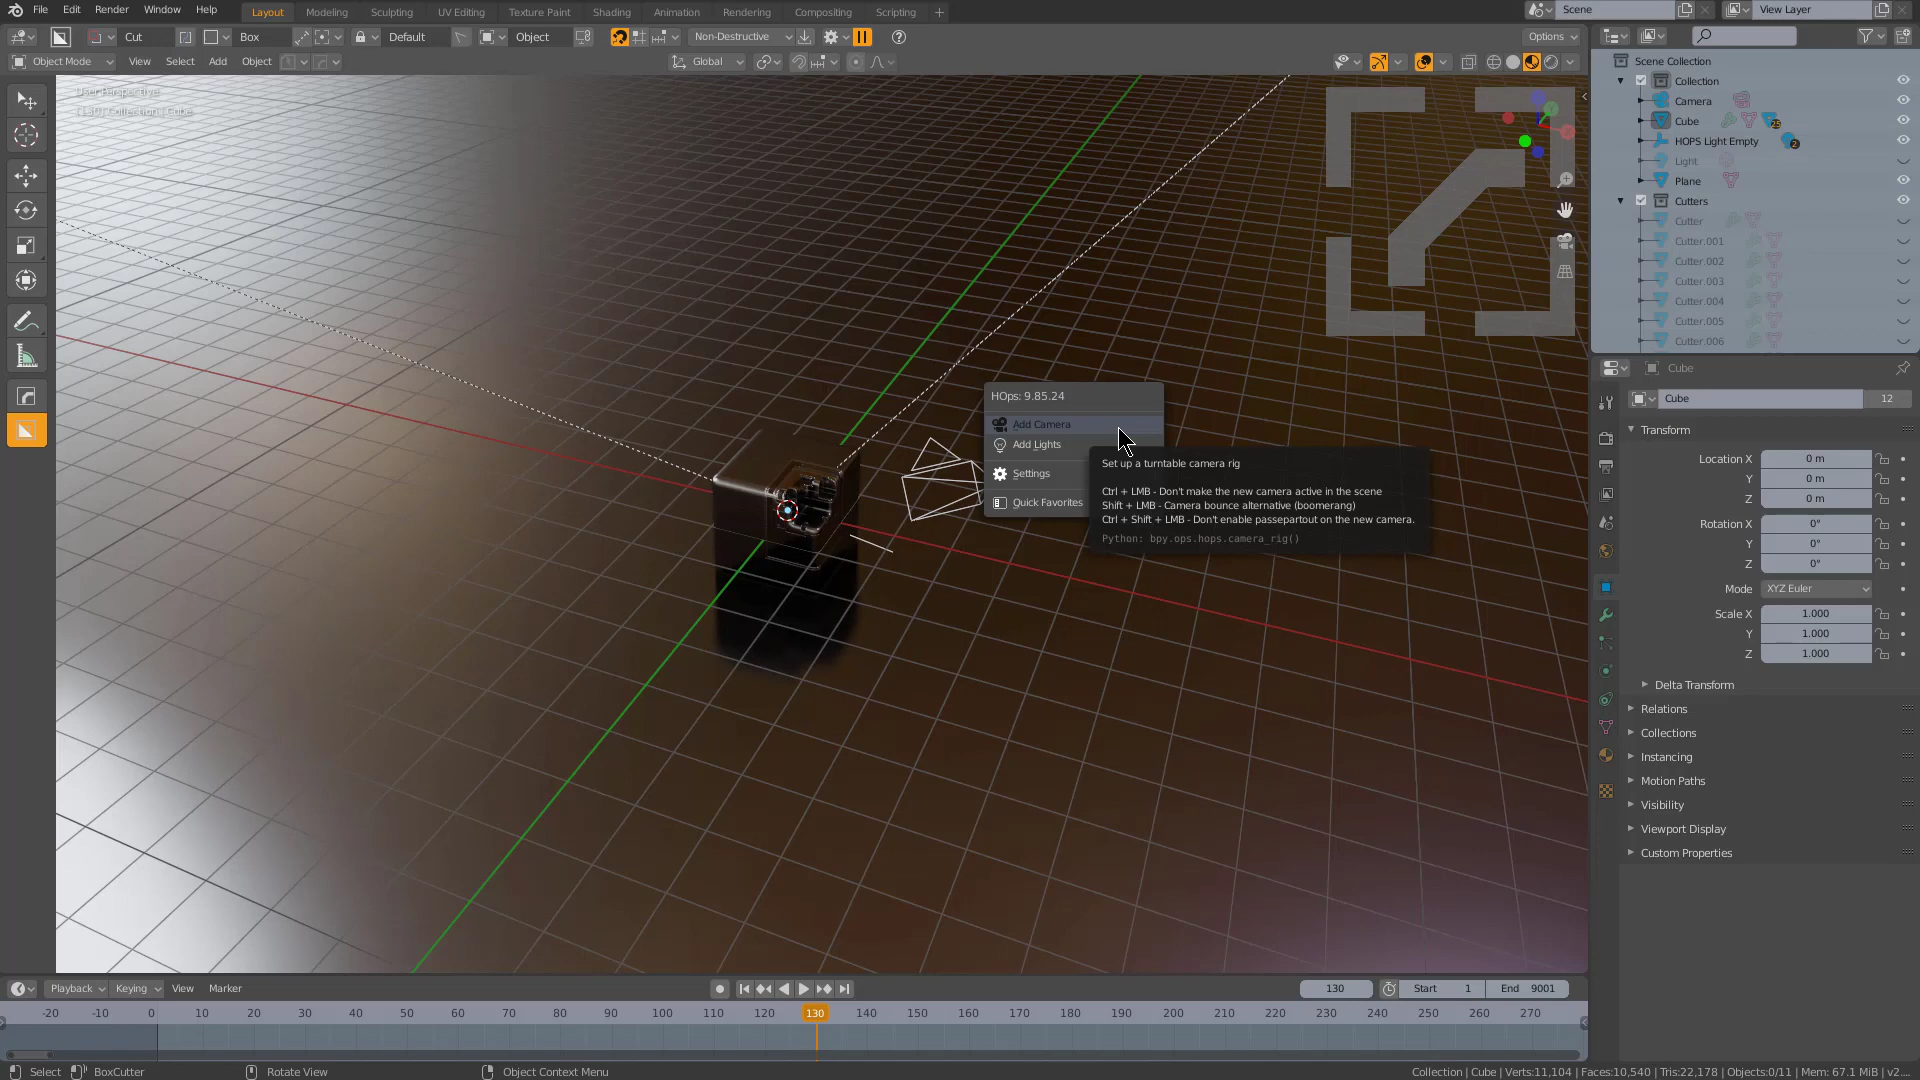 File Edit Render Window Help Layout Modeling Sculpting UV Editing Texture Paint Shading Animation Rendering Compositing Scripting + Scene View Layer
Cut Box Default Object Non-Destructive Options
Object Mode View Select Add Object Global
User Perspective
(130) Collection | Cube
HOps: 9.85.24
Add Camera
Add Lights
Settings
Quick Favorites
Set up a turntable camera rig
Ctrl + LMB - Don't make the new camera active in the scene
Shift + LMB - Camera bounce alternative (boomerang)
Ctrl + Shift + LMB - Don't enable passepartout on the new camera.
Python: bpy.ops.hops.camera_rig()
Scene Collection
Collection
Camera
Cube 25
HOPS Light Empty 2
Light
Plane
Cutters
Cutter
Cutter.001
Cutter.002
Cutter.003
Cutter.004
Cutter.005
Cutter.006
Cube
Cube 12
Transform
Location X 0 m
Y 0 m
Z 0 m
Rotation X 0°
Y 0°
Z 0°
Mode XYZ Euler
Scale X 1.000
Y 1.000
Z 1.000
Delta Transform
Relations
Collections
Instancing
Motion Paths
Visibility
Viewport Display
Custom Properties
Playback Keying View Marker 130 Start 1 End 9001
-20 -10 0 10 20 30 40 50 60 70 80 90 100 110 120 130 140 150 160 170 180 190 200 210 220 230 240 250 260 270
Select BoxCutter Rotate View Object Context Menu Collection | Cube | Verts:11,104 | Faces:10,540 | Tris:22,178 | Objects:0/11 | Mem: 67.1 MiB | v2....